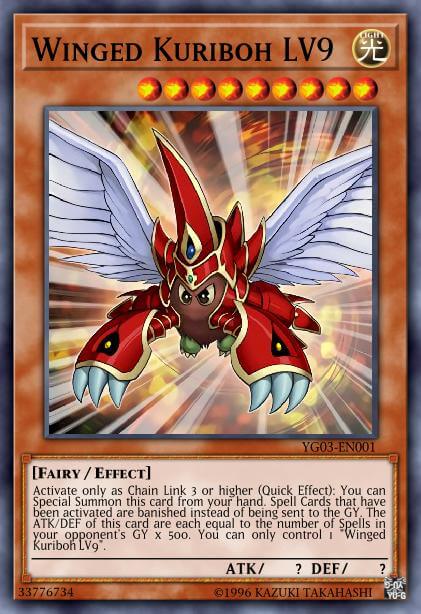 WINGED KURIBOH LV9
LIGHT
光
YG03-EN001
[FAIRY / EFFECT]
Activate only as Chain Link 3 or higher (Quick Effect): You can
Special Summon this card from your hand. Spell Cards that
have been activated are banished instead of being sent to the GY. The
ATK/DEF of this card are each equal to the number of Spells in
your opponent's GY x 500. You can only control 1 "Winged
Kuriboh LV9".
ATK/ ? DEF/ ?
33776734
©1996 KAZUKI TAKAHASHI